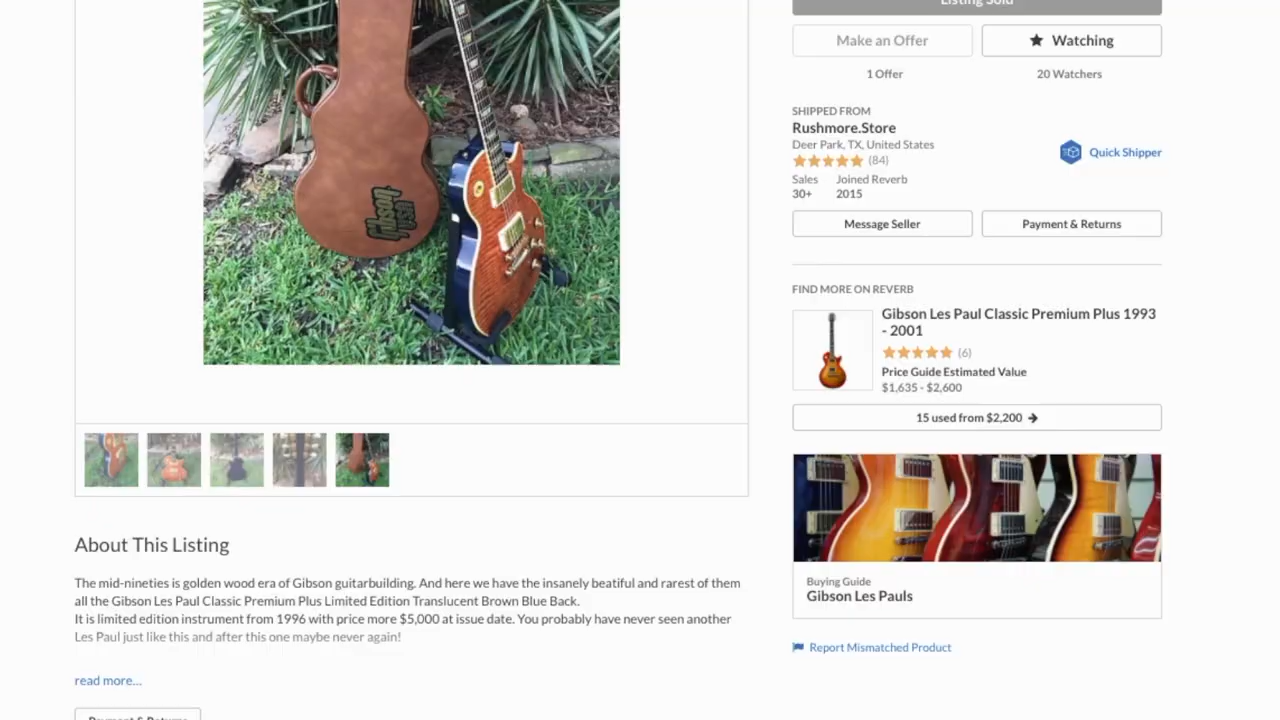 Listing Sold
Make an Offer
Watching
1 Offer
20 Watchers
SHIPPED FROM
Rushmore.Store
Deer Park, TX, United States
(84)
Quick Shipper
Sales Joined Reverb
30+ 2015
Message Seller
Payment & Returns
FIND MORE ON REVERB
Gibson Les Paul Classic Premium Plus 1993
- 2001
(6)
Price Guide Estimated Value
$1,635 - $2,600
15 used from $2,200
Buying Guide
Gibson Les Pauls
Report Mismatched Product
Gibson
USA
About This Listing
The mid-nineties is golden wood era of Gibson guitarbuilding. And here we have the insanely beatiful and rarest of them
all the Gibson Les Paul Classic Premium Plus Limited Edition Translucent Brown Blue Back.
It is limited edition instrument from 1996 with price more $5,000 at issue date. You probably have never seen another
Les Paul just like this and after this one maybe never again!
read more...
Payment & Returns